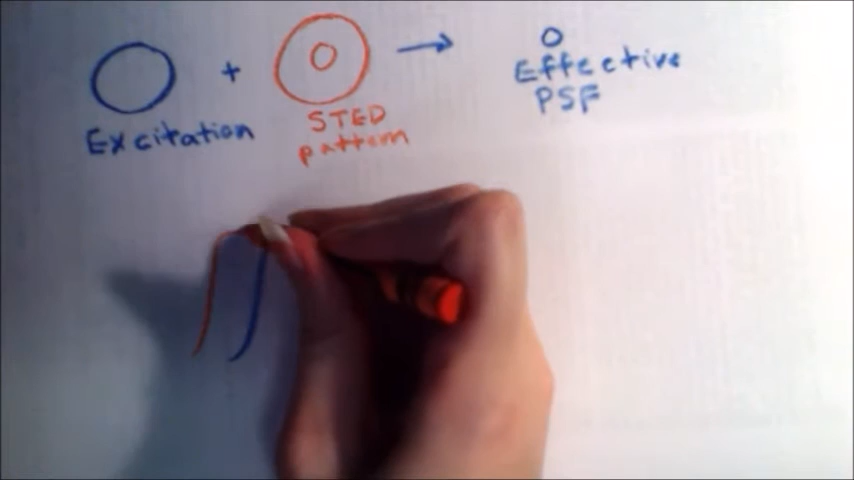 +
Excitation
STED
pattern
Effective
PSF